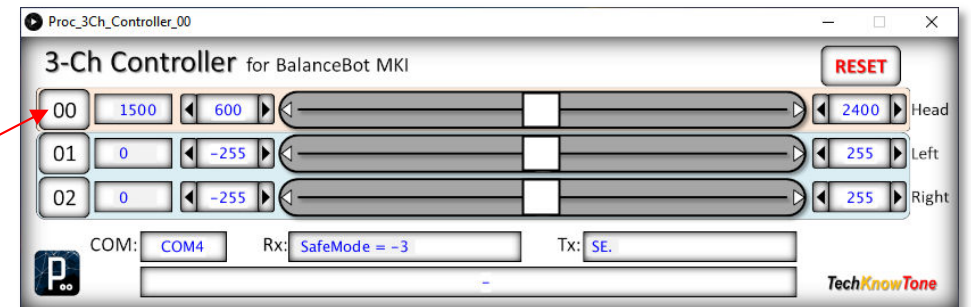 Proc_3Ch_Controller_00
3-Ch Controller for BalanceBot MKI
RESET
00 1500 600 2400 Head
01 0 -255 255 Left
02 0 -255 255 Right
COM: COM4 Rx: SafeMode = -3 Tx: SE.
P.
-
TechKnowTone